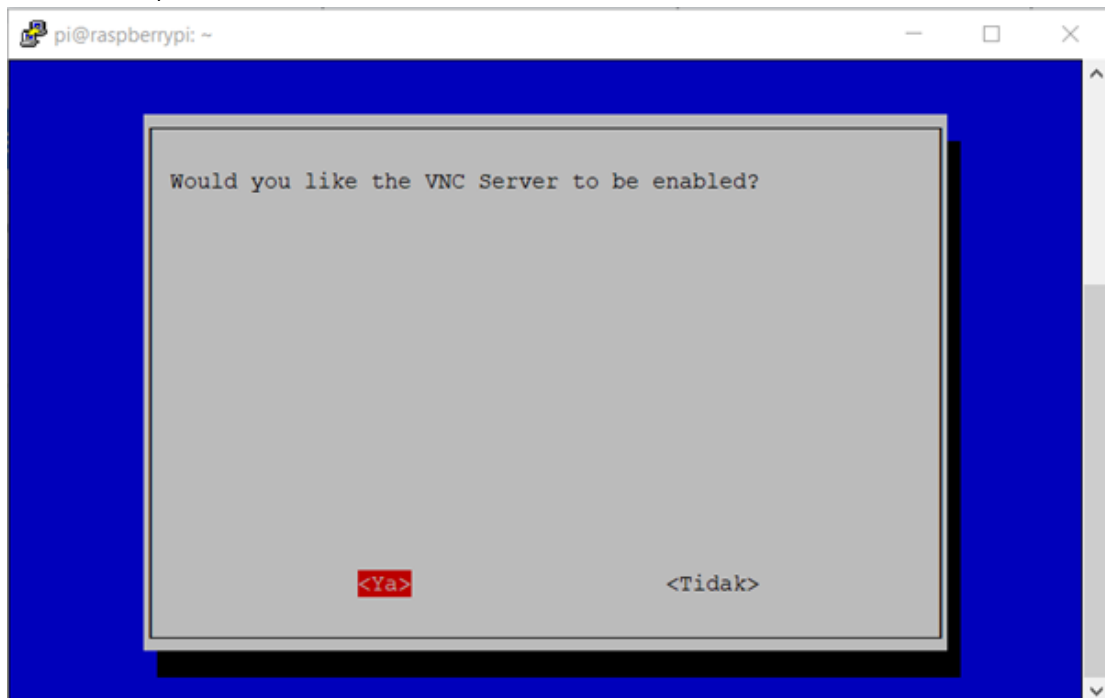 pi@raspberrypi: ~
Would you like the VNC Server to be enabled?
<Ya> <Tidak>